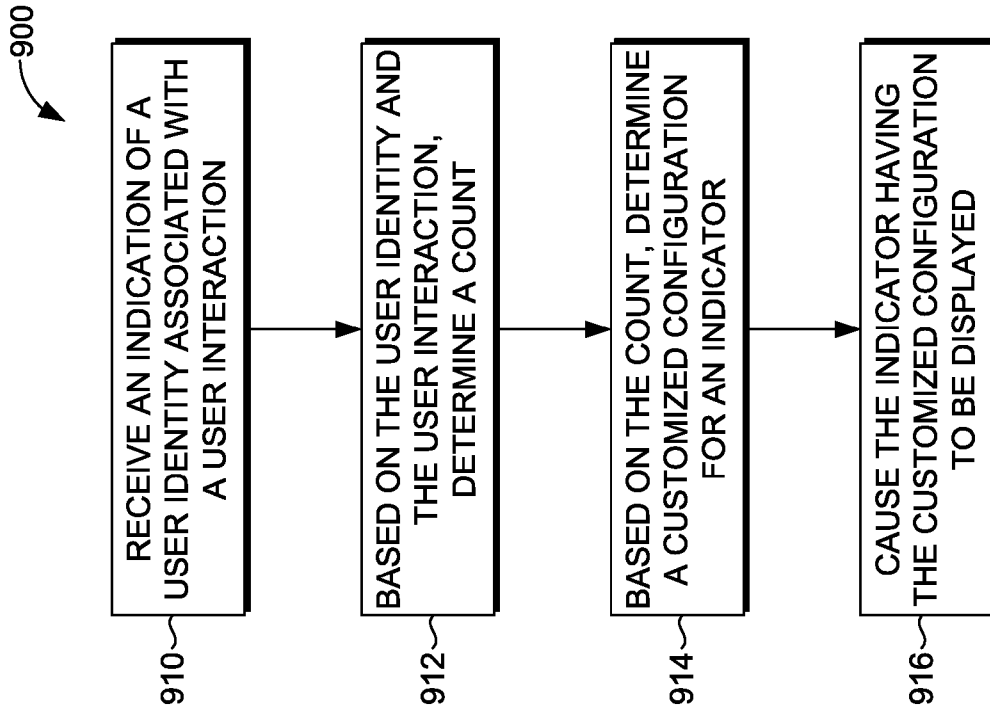 900
910
RECEIVE AN INDICATION OF A
USER IDENTITY ASSOCIATED WITH
A USER INTERACTION
912
BASED ON THE USER IDENTITY AND
THE USER INTERACTION,
DETERMINE A COUNT
914
BASED ON THE COUNT, DETERMINE
A CUSTOMIZED CONFIGURATION
FOR AN INDICATOR
916
CAUSE THE INDICATOR HAVING
THE CUSTOMIZED CONFIGURATION
TO BE DISPLAYED